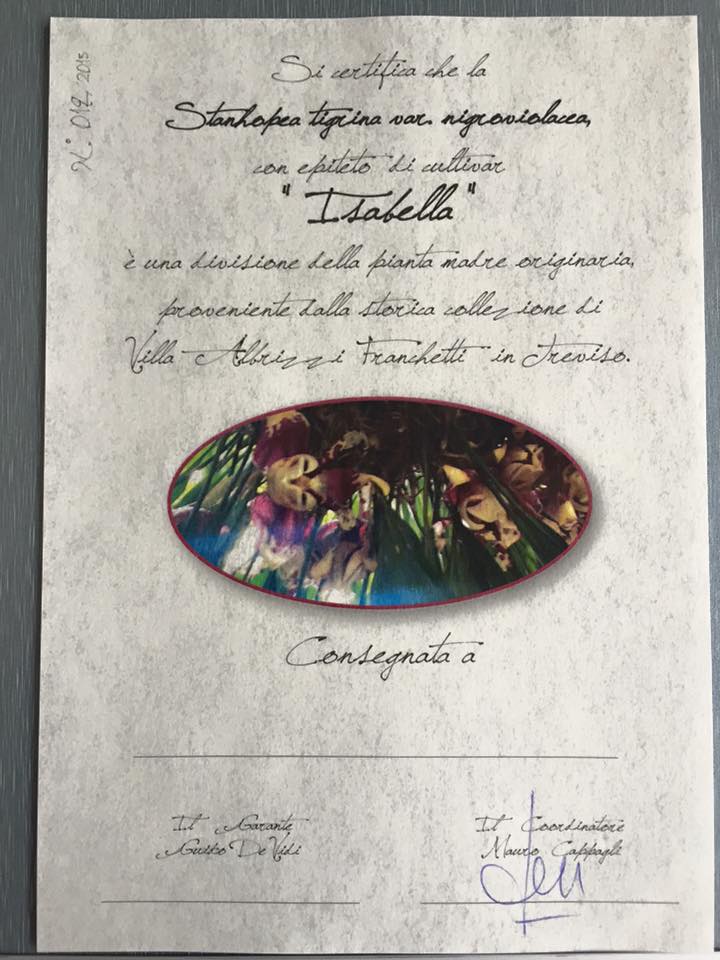 N.° 012, 2015
Si certifica che la
Stanhopea tigrina var. nigroviolacea,
con epiteto di cultivar
" Isabella "
è una divisione della pianta madre originaria,
proveniente dalla storica collezione di
Villa Albrizzi Franchetti in Treviso.
Consegnata a
Il Garante
Guido De Vidi
Il Coordinatore
Mauro Cappagli